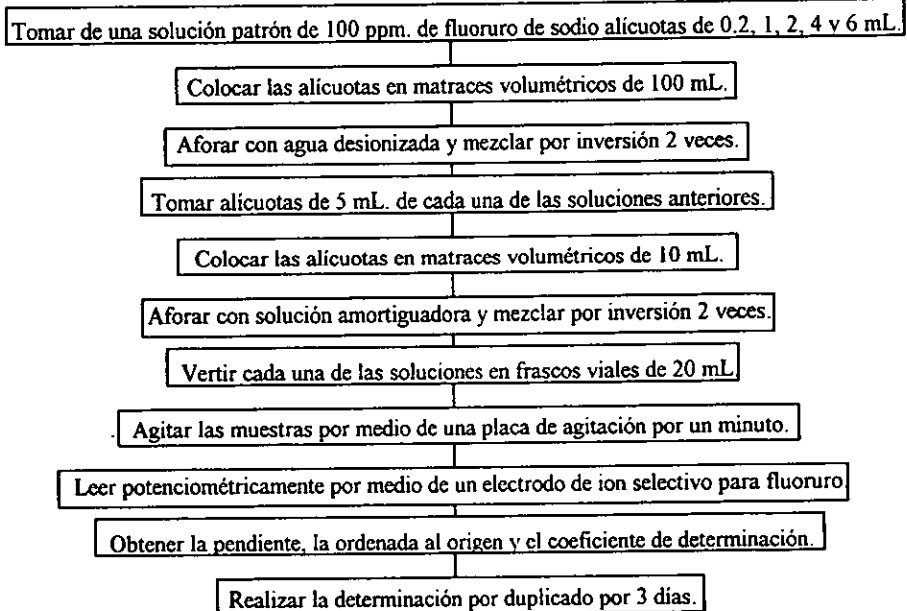 Tomar de una solución patrón de 100 ppm. de fluoruro de sodio alícuotas de 0.2, 1, 2, 4 y 6 mL.
Colocar las alícuotas en matraces volumétricos de 100 mL.
Aforar con agua desionizada y mezclar por inversión 2 veces.
Tomar alícuotas de 5 mL. de cada una de las soluciones anteriores.
Colocar las alícuotas en matraces volumétricos de 10 mL.
Aforar con solución amortiguadora y mezclar por inversión 2 veces.
Vertir cada una de las soluciones en frascos viales de 20 mL
Agitar las muestras por medio de una placa de agitación por un minuto.
Leer potenciométricamente por medio de un electrodo de ion selectivo para fluoruro
Obtener la pendiente, la ordenada al origen y el coeficiente de determinación.
Realizar la determinación por duplicado por 3 días.